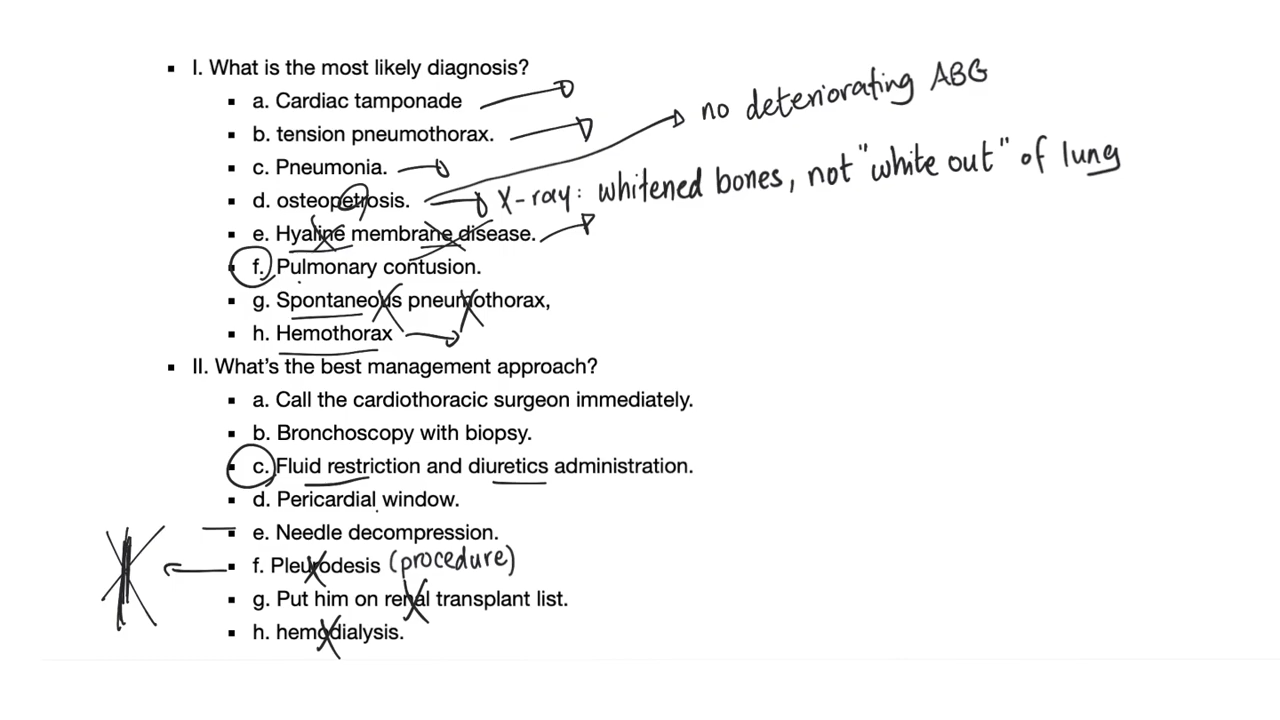 I. What is the most likely diagnosis?
a. Cardiac tamponade
no deteriorating ABG
b. tension pneumothorax.
c. Pneumonia.
d. osteopetrosis.
X-ray: whitened bones, not "white out" of lung
e. Hyaline membrane disease.
f. Pulmonary contusion.
g. Spontaneous pneumothorax,
h. Hemothorax
II. What's the best management approach?
a. Call the cardiothoracic surgeon immediately.
b. Bronchoscopy with biopsy.
c. Fluid restriction and diuretics administration.
d. Pericardial window.
e. Needle decompression.
f. Pleurodesis (procedure)
g. Put him on renal transplant list.
h. hemodialysis.